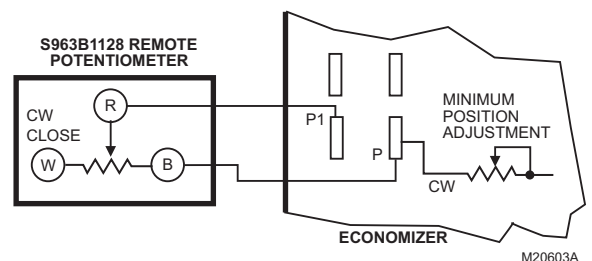 S963B1128 REMOTE
POTENTIOMETER
R
CW
CLOSE
W
B
P1
P
MINIMUM
POSITION
ADJUSTMENT
CW
ECONOMIZER
M20603A